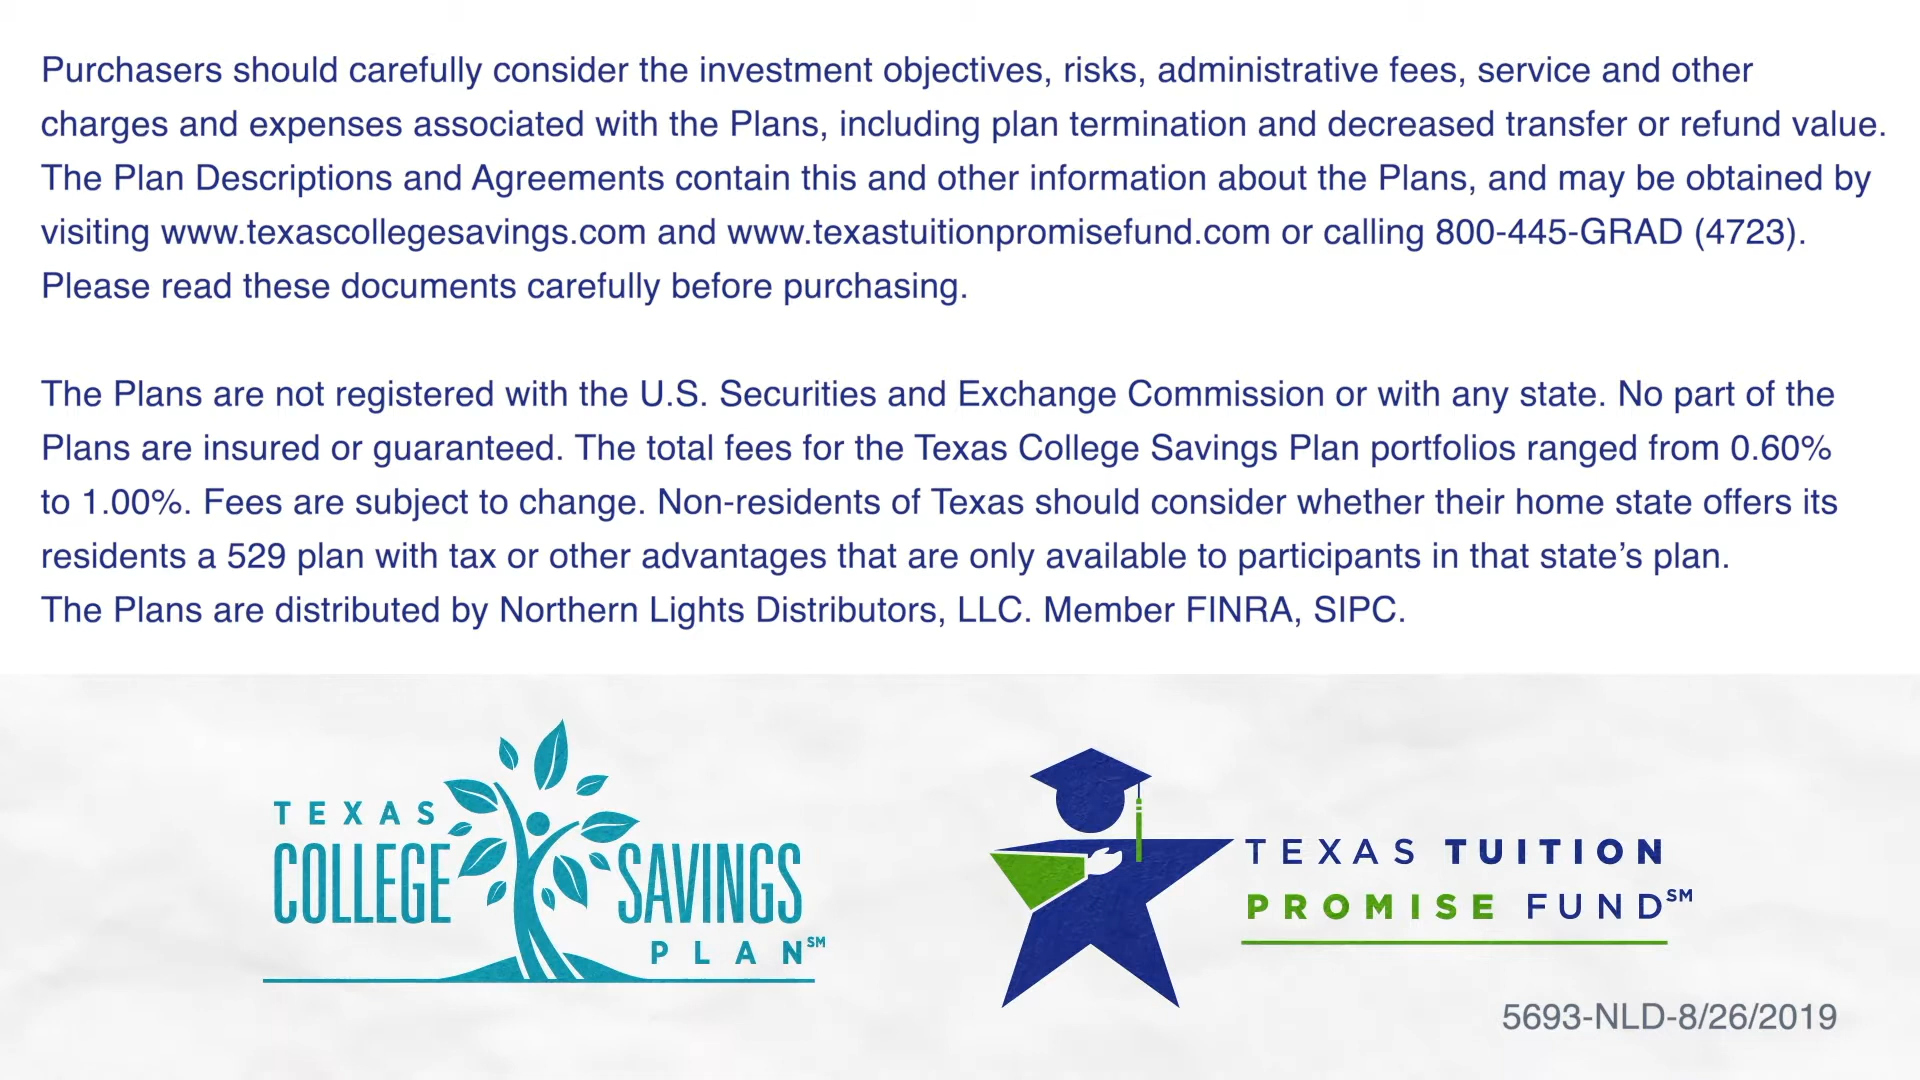 Purchasers should carefully consider the investment objectives, risks, administrative fees, service and other
charges and expenses associated with the Plans, including plan termination and decreased transfer or refund value.
The Plan Descriptions and Agreements contain this and other information about the Plans, and may be obtained by
visiting www.texascollegesavings.com and www.texastuitionpromisefund.com or calling 800-445-GRAD (4723).
Please read these documents carefully before purchasing.
The Plans are not registered with the U.S. Securities and Exchange Commission or with any state. No part of the
Plans are insured or guaranteed. The total fees for the Texas College Savings Plan portfolios ranged from 0.60%
to 1.00%. Fees are subject to change. Non-residents of Texas should consider whether their home state offers its
residents a 529 plan with tax or other advantages that are only available to participants in that state’s plan.
The Plans are distributed by Northern Lights Distributors, LLC. Member FINRA, SIPC.
TEXAS
COLLEGE SAVINGS
PLAN℠
TEXAS TUITION
PROMISE FUND℠
5693-NLD-8/26/2019